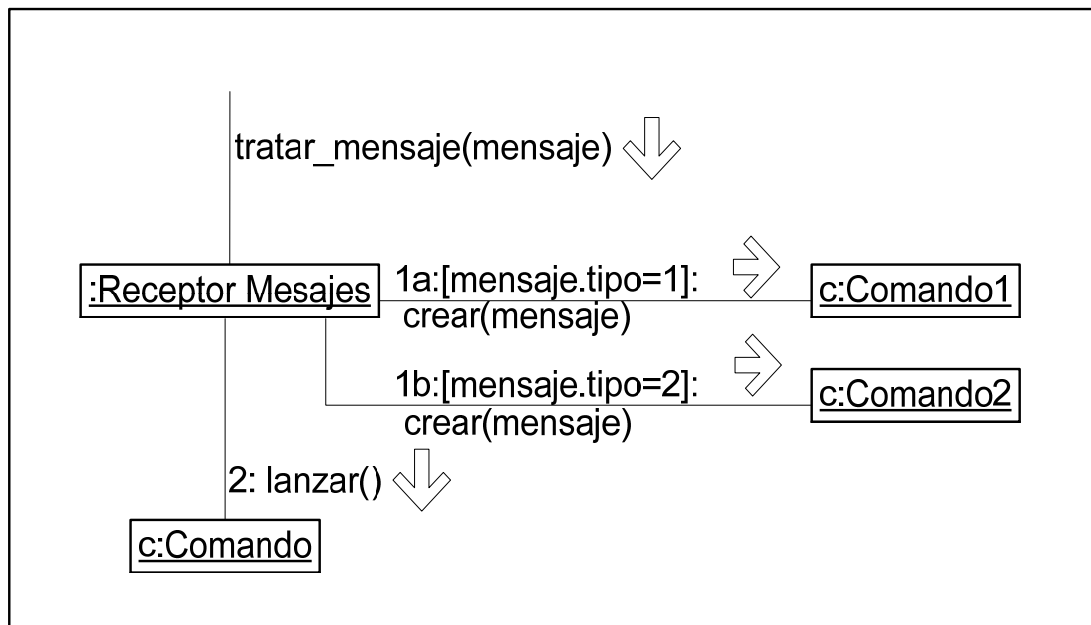 tratar_mensaje(mensaje)
:Receptor Mesajes
1a:[mensaje.tipo=1]:
crear(mensaje)
c:Comando1
1b:[mensaje.tipo=2]:
crear(mensaje)
c:Comando2
2: lanzar()
c:Comando